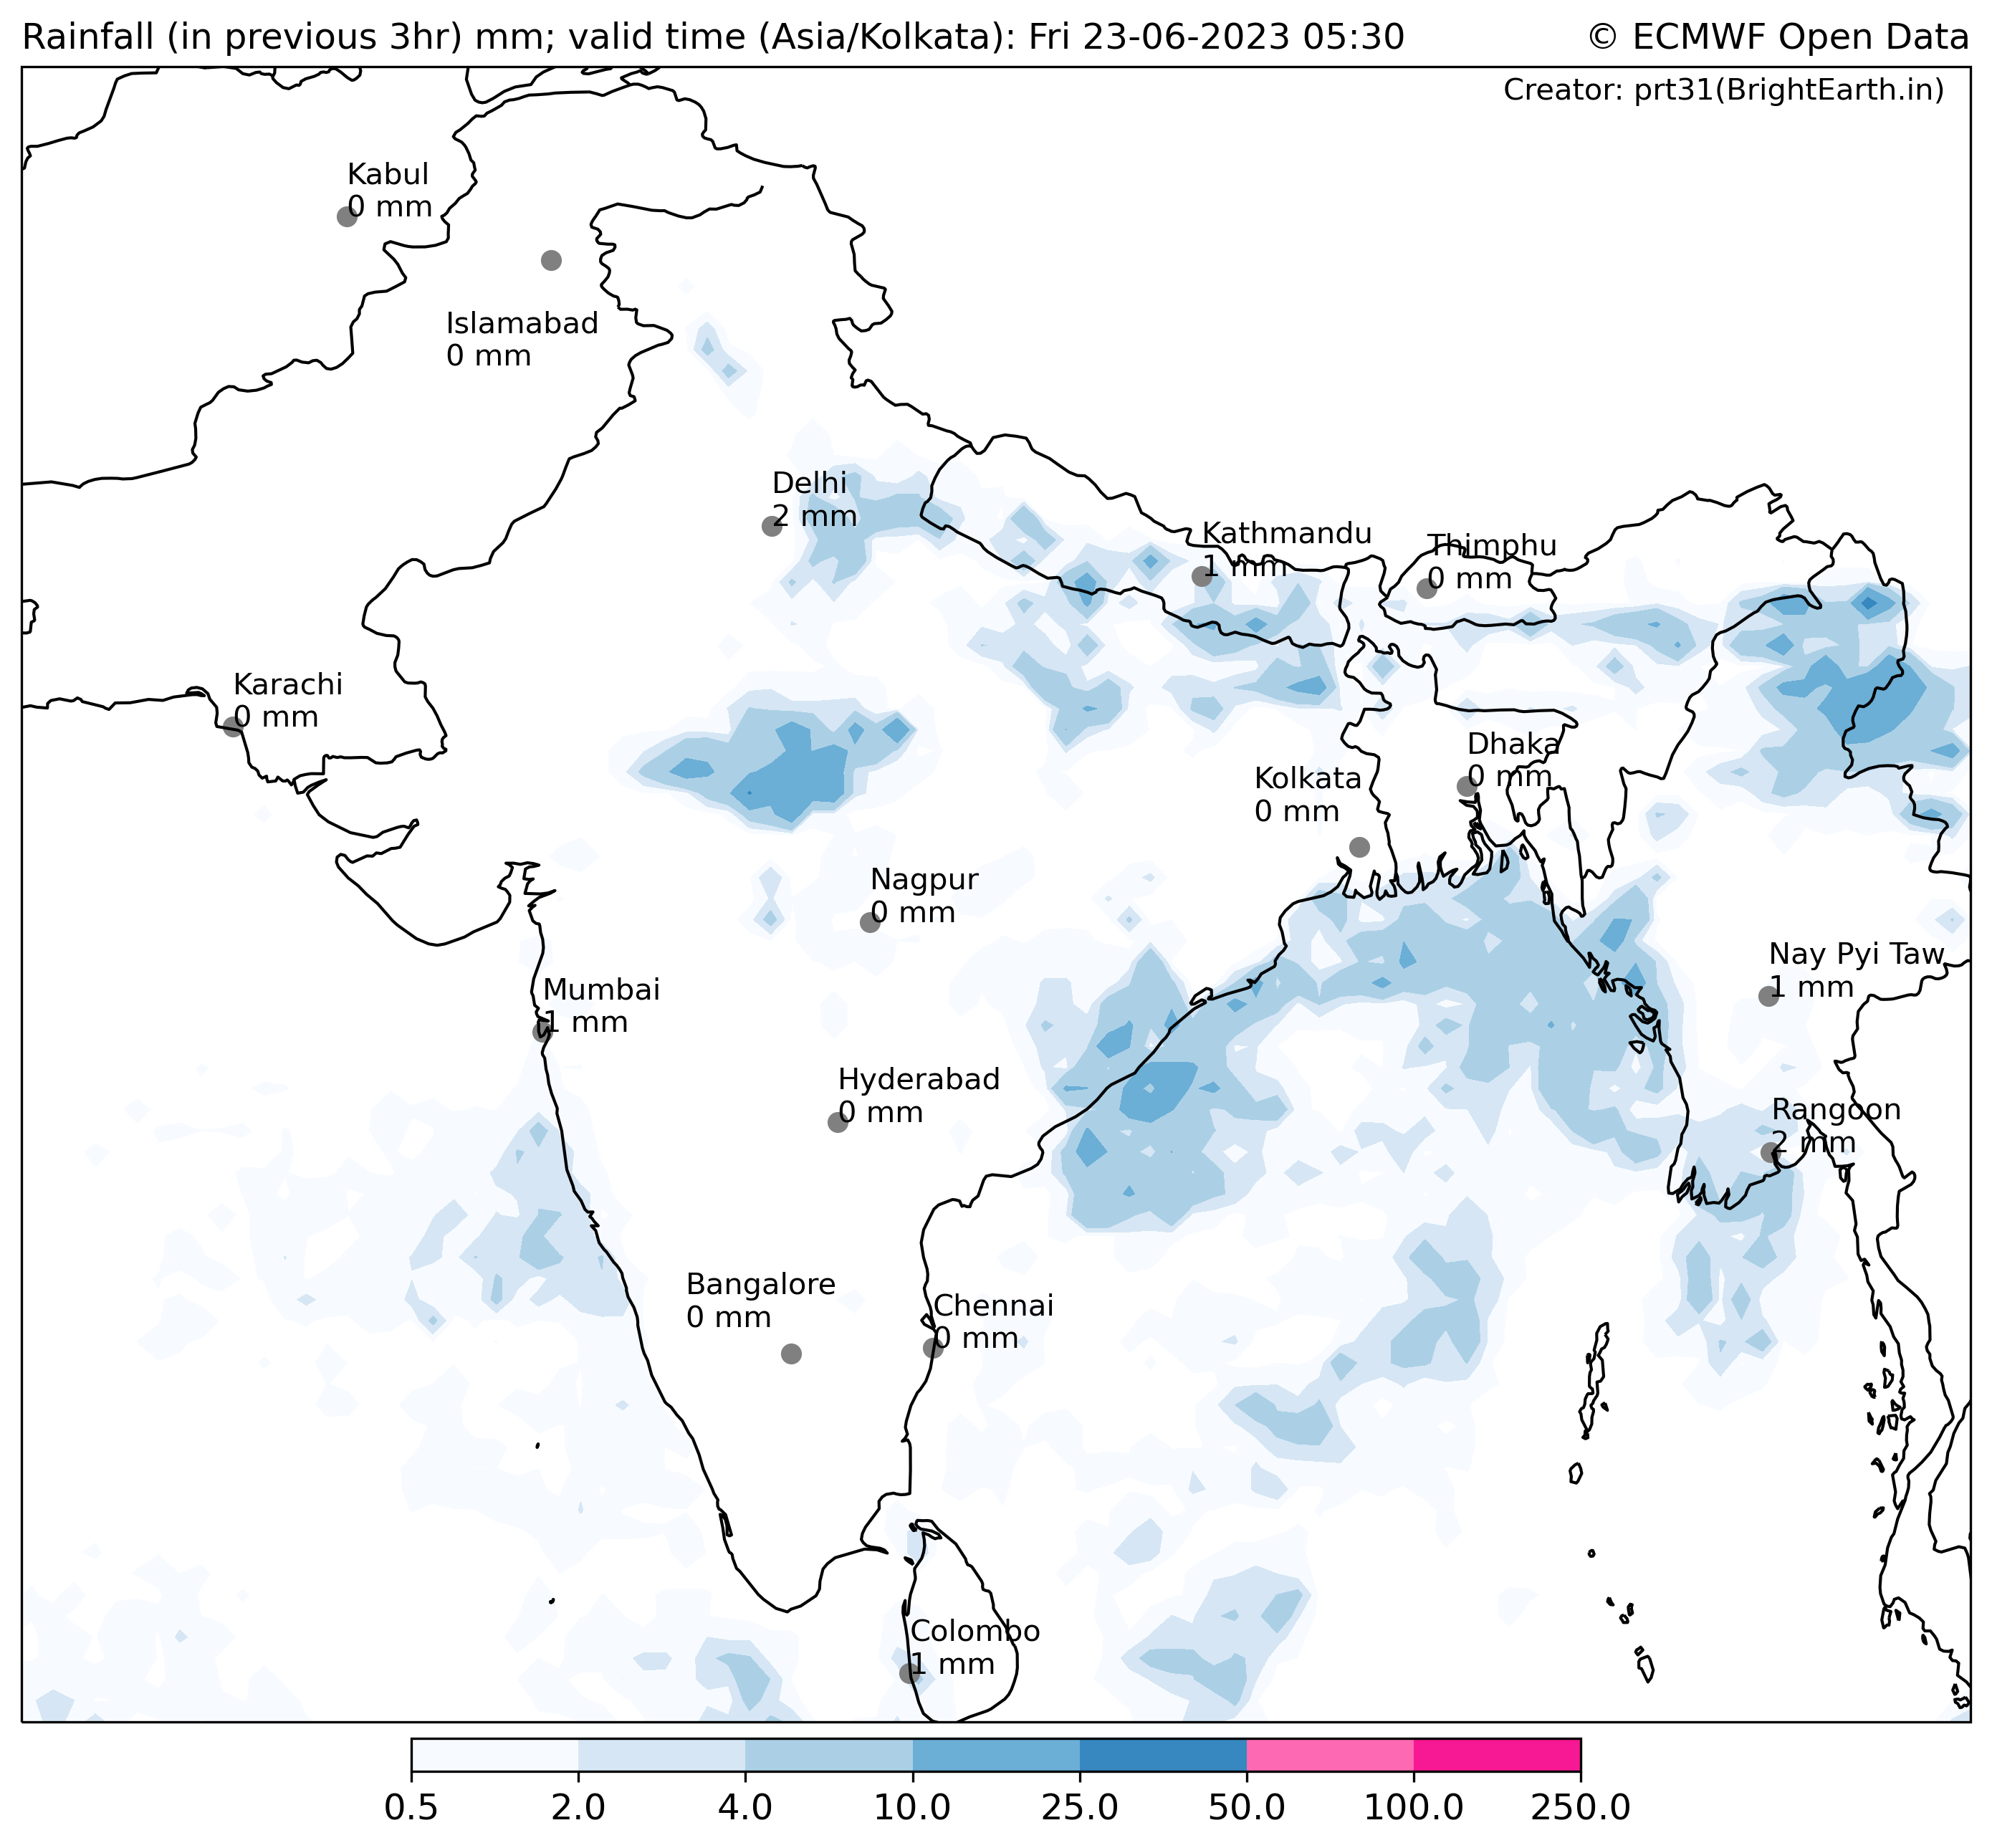 Rainfall (in previous 3hr) mm; valid time (Asia/Kolkata): Fri 23-06-2023 05:30
© ECMWF Open Data
Creator: prt31(BrightEarth.in)
Kabul
0 mm
Islamabad
0 mm
Delhi
2 mm
Kathmandu
1 mm
Thimphu
0 mm
Karachi
0 mm
Dhaka
0 mm
Kolkata
0 mm
Nagpur
0 mm
Nay Pyi Taw
1 mm
Mumbai
1 mm
Hyderabad
0 mm
Rangoon
2 mm
Bangalore
0 mm
Chennai
0 mm
Colombo
1 mm
0.5 2.0 4.0 10.0 25.0 50.0 100.0 250.0